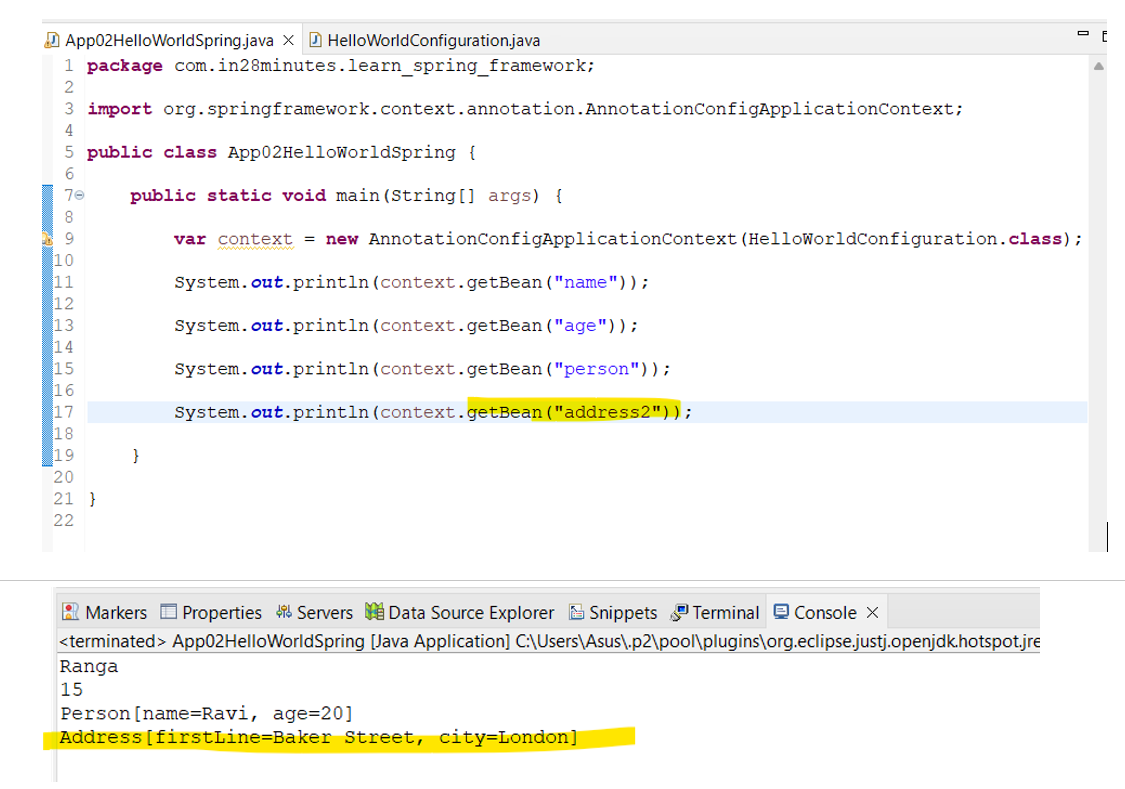 App02HelloWorldSpring.java HelloWorldConfiguration.java
1 package com.in28minutes.learn_spring_framework;
2
3 import org.springframework.context.annotation.AnnotationConfigApplicationContext;
4
5 public class App02HelloWorldSpring {
6
7 public static void main(String[] args) {
8
9 var context = new AnnotationConfigApplicationContext(HelloWorldConfiguration.class);
10
11 System.out.println(context.getBean("name"));
12
13 System.out.println(context.getBean("age"));
14
15 System.out.println(context.getBean("person"));
16
17 System.out.println(context.getBean("address2"));
18
19 }
20
21 }
22
Markers Properties Servers Data Source Explorer Snippets Terminal Console
<terminated> App02HelloWorldSpring [Java Application] C:\Users\Asus\.p2\pool\plugins\org.eclipse.justj.openjdk.hotspot.jre
Ranga
15
Person[name=Ravi, age=20]
Address[firstLine=Baker Street, city=London]